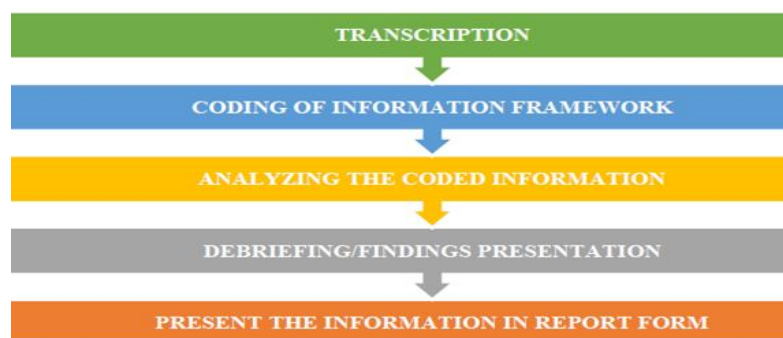 TRANSCRIPTION
CODING OF INFORMATION FRAMEWORK
ANALYZING THE CODED INFORMATION
DEBRIEFING/FINDINGS PRESENTATION
PRESENT THE INFORMATION IN REPORT FORM